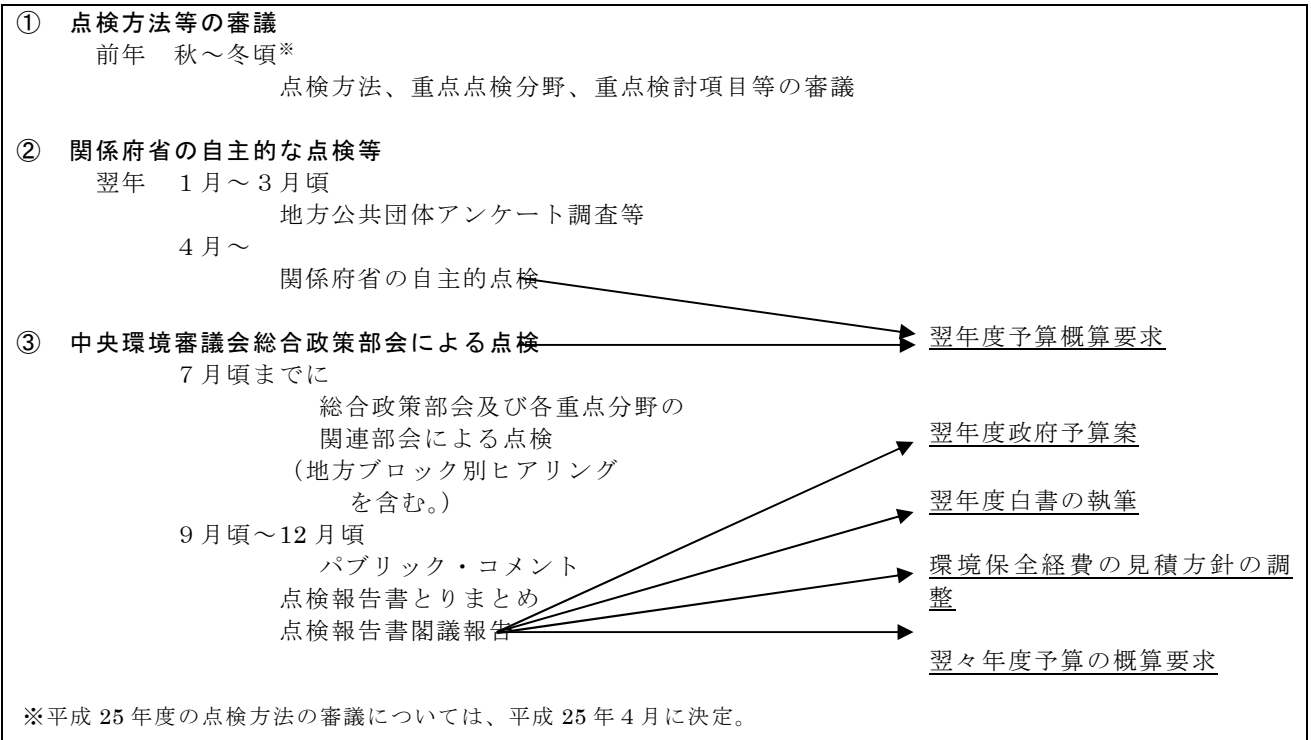 ① 点検方法等の審議
前年 秋~冬頃※
点検方法、重点点検分野、重点検討項目等の審議
② 関係府省の自主的な点検等
翌年 1月~3月頃
地方公共団体アンケート調査等
4月~
関係府省の自主的点検
③ 中央環境審議会総合政策部会による点検
翌年度予算概算要求
7月頃までに
総合政策部会及び各重点分野の
関連部会による点検
(地方ブロック別ヒアリング
を含む。)
9月頃~12月頃
パブリック・コメント
点検報告書とりまとめ
点検報告書閣議報告
翌年度政府予算案
翌年度白書の執筆
環境保全経費の見積方針の調
整
翌々年度予算の概算要求
※平成 25 年度の点検方法の審議については、平成 25 年4月に決定。